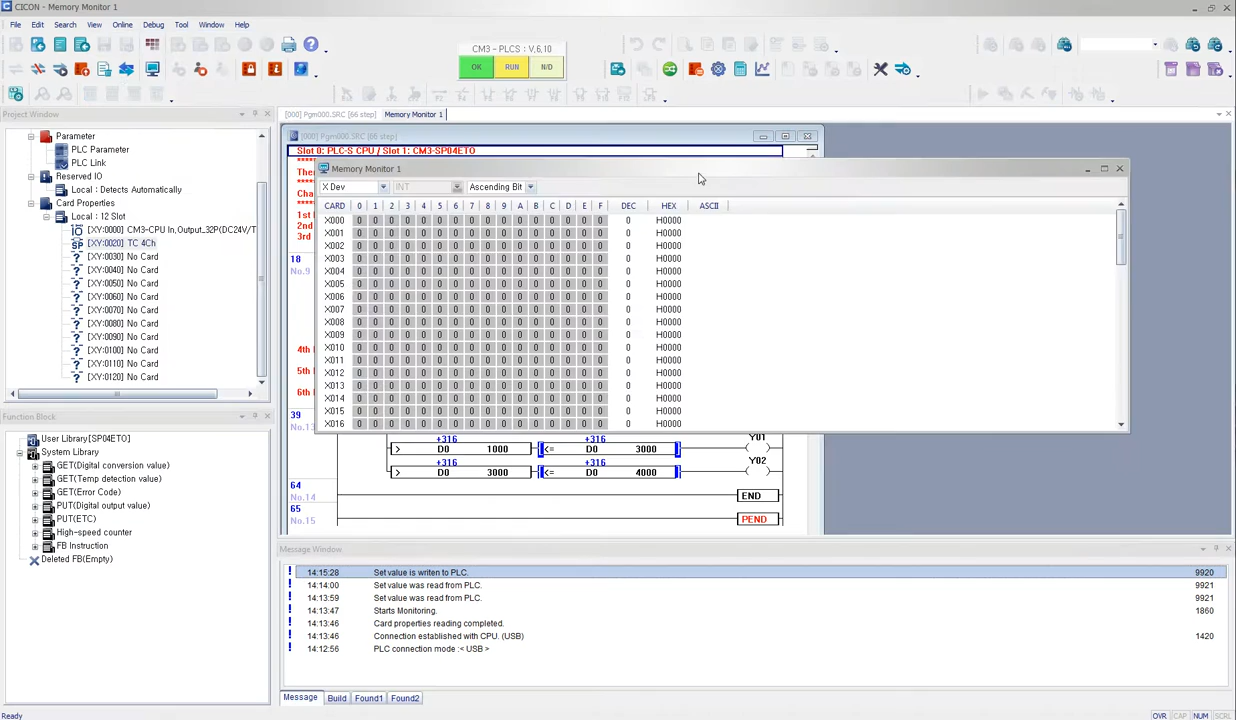 CICON - Memory Monitor 1
File Edit Search View Online Debug Tool Window Help
CM3 - PLCS : V,6,10
OK RUN N/D
Project Window
[000] Pgm000.SRC [66 step] Memory Monitor 1
Parameter
PLC Parameter
PLC Link
Reserved IO
Local : Detects Automatically
Card Properties
Local : 12 Slot
[XY:0000] CM3-CPU In,Output_32P(DC24V/T
[XY:0020] TC 4Ch
[XY:0030] No Card
[XY:0040] No Card
[XY:0050] No Card
[XY:0060] No Card
[XY:0070] No Card
[XY:0080] No Card
[XY:0090] No Card
[XY:0100] No Card
[XY:0110] No Card
[XY:0120] No Card
[000] Pgm000.SRC [66 step]
Slot 0: PLC-S CPU / Slot 1: CM3-SP04ETO
Ther
Cha
1st
2nd
3rd
18
No.9
4th
5th
6th
39
Memory Monitor 1
X Dev INT Ascending Bit
CARD 0 1 2 3 4 5 6 7 8 9 A B C D E F DEC HEX ASCII
X000 0 0 0 0 0 0 0 0 0 0 0 0 0 0 0 0 0 H0000
X001 0 0 0 0 0 0 0 0 0 0 0 0 0 0 0 0 0 H0000
X002 0 0 0 0 0 0 0 0 0 0 0 0 0 0 0 0 0 H0000
X003 0 0 0 0 0 0 0 0 0 0 0 0 0 0 0 0 0 H0000
X004 0 0 0 0 0 0 0 0 0 0 0 0 0 0 0 0 0 H0000
X005 0 0 0 0 0 0 0 0 0 0 0 0 0 0 0 0 0 H0000
X006 0 0 0 0 0 0 0 0 0 0 0 0 0 0 0 0 0 H0000
X007 0 0 0 0 0 0 0 0 0 0 0 0 0 0 0 0 0 H0000
X008 0 0 0 0 0 0 0 0 0 0 0 0 0 0 0 0 0 H0000
X009 0 0 0 0 0 0 0 0 0 0 0 0 0 0 0 0 0 H0000
X010 0 0 0 0 0 0 0 0 0 0 0 0 0 0 0 0 0 H0000
X011 0 0 0 0 0 0 0 0 0 0 0 0 0 0 0 0 0 H0000
X012 0 0 0 0 0 0 0 0 0 0 0 0 0 0 0 0 0 H0000
X013 0 0 0 0 0 0 0 0 0 0 0 0 0 0 0 0 0 H0000
X014 0 0 0 0 0 0 0 0 0 0 0 0 0 0 0 0 0 H0000
X015 0 0 0 0 0 0 0 0 0 0 0 0 0 0 0 0 0 H0000
X016 0 0 0 0 0 0 0 0 0 0 0 0 0 0 0 0 0 H0000
+316 +316 Y01
> D0 1000 <= D0 3000
+316 +316 Y02
> D0 3000 <= D0 4000
64
No.14 END
65
No.15 PEND
Function Block
User Library[SP04ETO]
System Library
GET(Digital conversion value)
GET(Temp detection value)
GET(Error Code)
PUT(Digital output value)
PUT(ETC)
High-speed counter
FB Instruction
Deleted FB(Empty)
Message Window
! 14:15:28 Set value is writen to PLC. 9920
! 14:14:00 Set value was read from PLC. 9921
! 14:13:59 Set value was read from PLC. 9921
! 14:13:47 Starts Monitoring. 1860
! 14:13:46 Card properties reading completed.
! 14:13:46 Connection established with CPU. (USB) 1420
! 14:12:56 PLC connection mode :< USB >
Message Build Found1 Found2
Ready OVR CAP NUM SCRL